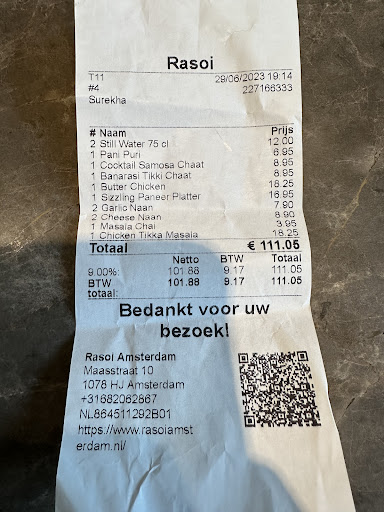 Rasoi
T11 29/06/2023 19:14
#4 227166333
Surekha
# Naam Prijs
2 Still Water 75 cl 12.00
1 Pani Puri 6.95
1 Cocktail Samosa Chaat 8.95
1 Banarasi Tikki Chaat 8.95
1 Butter Chicken 18.25
1 Sizzling Paneer Platter 16.95
2 Garlic Naan 7.90
2 Cheese Naan 8.90
1 Masala Chai 3.95
1 Chicken Tikka Masala 18.25
Totaal € 111.05
Netto BTW Totaal
9.00%: 101.88 9.17 111.05
BTW 101.88 9.17 111.05
totaal:
Bedankt voor uw
bezoek!
Rasoi Amsterdam
Maasstraat 10
1078 HJ Amsterdam
+31682062667
NL864511292B01
https://www.rasoiamst
erdam.nl/